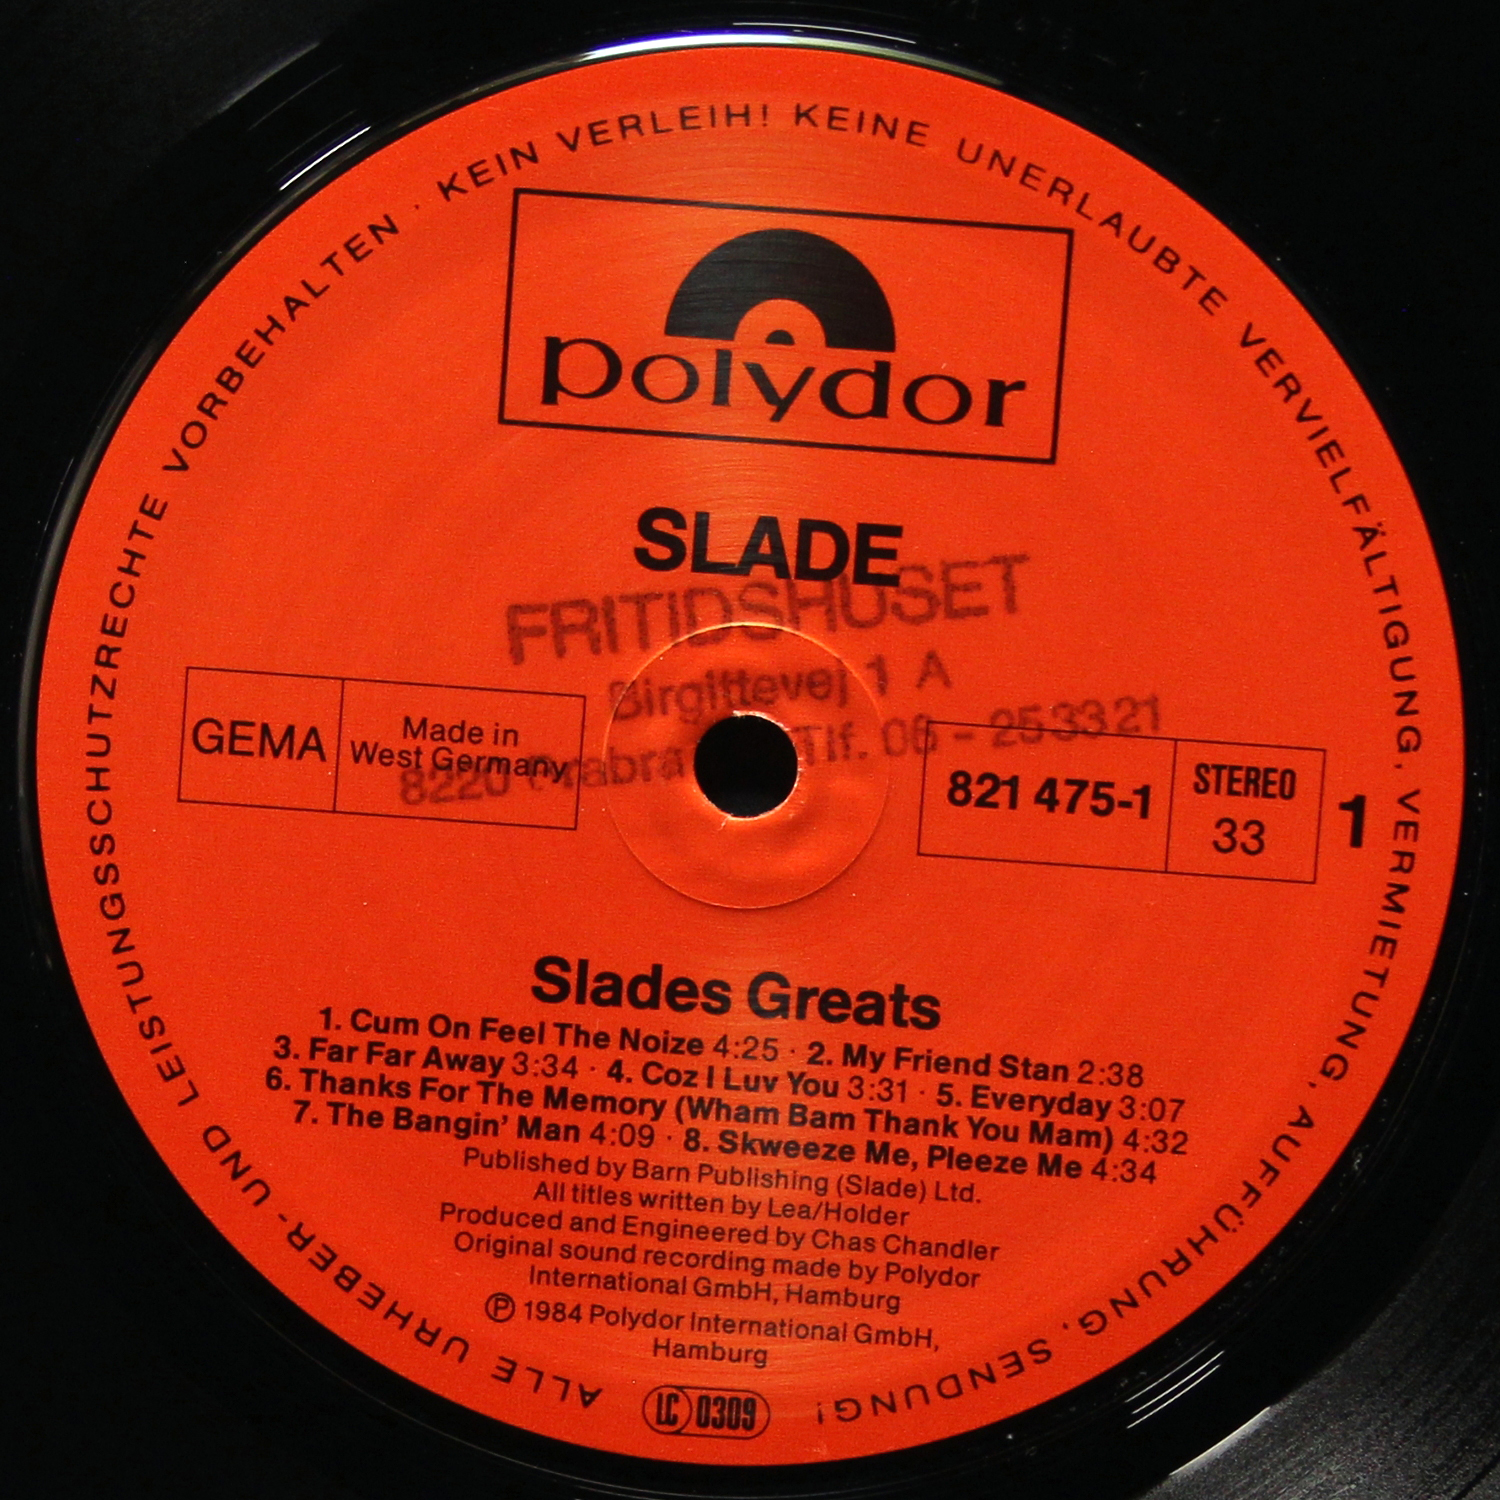 ALLE URHEBER- UND LEISTUNGSSCHUTZRECHTE VORBEHALTEN · KEIN VERLEIH! KEINE UNERLAUBTE VERVIELFÄLTIGUNG, VERMIETUNG, AUFFÜHRUNG, SENDUNG!
polydor
SLADE
FRITIDSHUSET
Birgittevej 1 A
8220 Tlf. 06 - 253321
GEMA
Made in
West Germany
821 475-1
STEREO
33
1
Slades Greats
1. Cum On Feel The Noize 4:25 · 2. My Friend Stan 2:38
3. Far Far Away 3:34 · 4. Coz I Luv You 3:31 · 5. Everyday 3:07
6. Thanks For The Memory (Wham Bam Thank You Mam) 4:32
7. The Bangin' Man 4:09 · 8. Skweeze Me, Pleeze Me 4:34
Published by Barn Publishing (Slade) Ltd.
All titles written by Lea/Holder
Produced and Engineered by Chas Chandler
Original sound recording made by Polydor
International GmbH, Hamburg
℗ 1984 Polydor International GmbH,
Hamburg
LC 0309